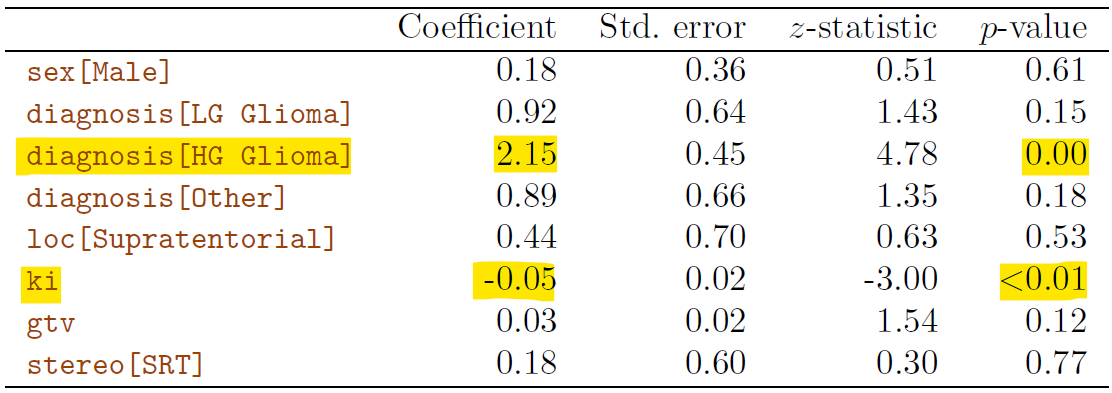 Coefficient Std. error z-statistic p-value
sex[Male] 0.18 0.36 0.51 0.61
diagnosis[LG Glioma] 0.92 0.64 1.43 0.15
diagnosis[HG Glioma] 2.15 0.45 4.78 0.00
diagnosis[Other] 0.89 0.66 1.35 0.18
loc[Supratentorial] 0.44 0.70 0.63 0.53
ki -0.05 0.02 -3.00 <0.01
gtv 0.03 0.02 1.54 0.12
stereo[SRT] 0.18 0.60 0.30 0.77